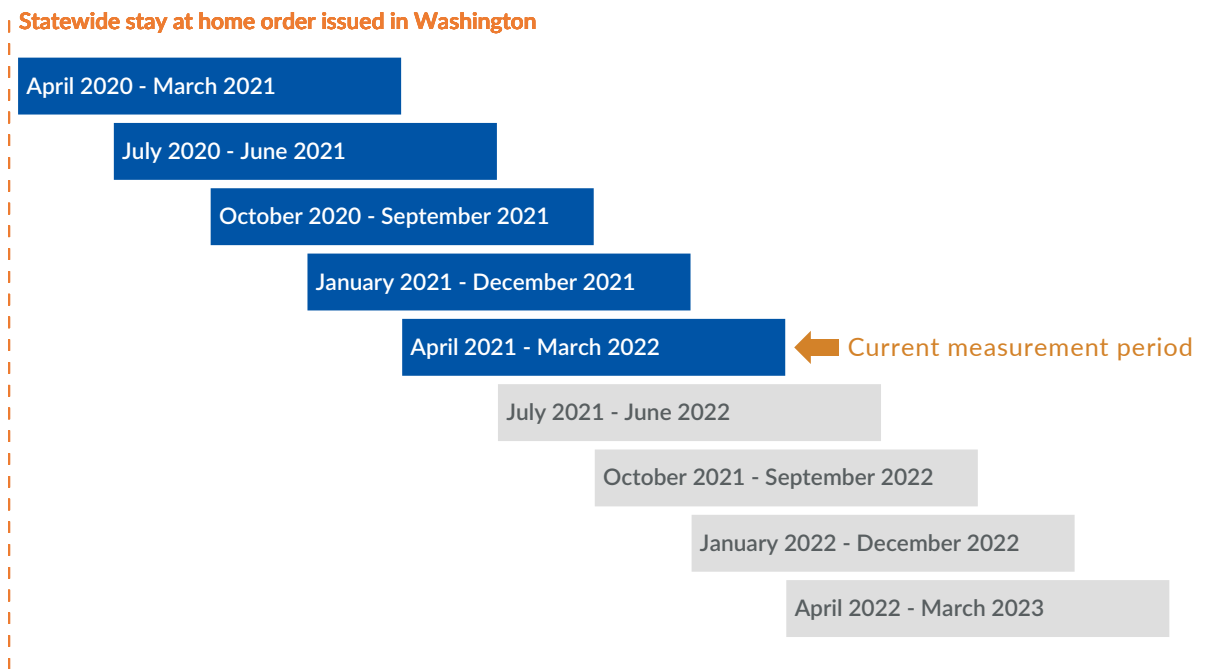 Statewide stay at home order issued in Washington
April 2020 - March 2021
July 2020 - June 2021
October 2020 - September 2021
January 2021 - December 2021
April 2021 - March 2022
Current measurement period
July 2021 - June 2022
October 2021 - September 2022
January 2022 - December 2022
April 2022 - March 2023